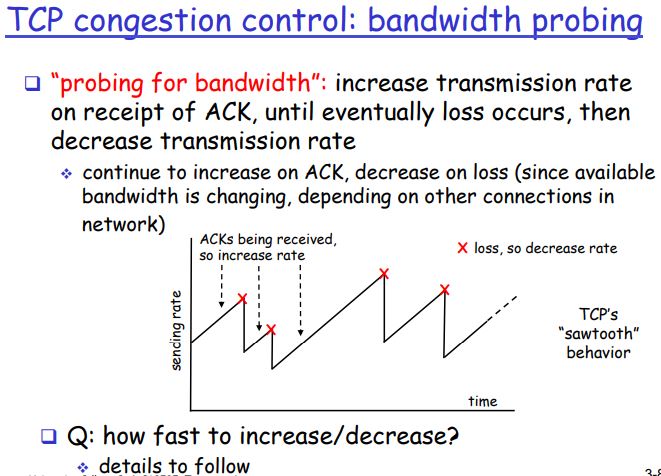 TCP congestion control: bandwidth probing
"probing for bandwidth": increase transmission rate
on receipt of ACK, until eventually loss occurs, then
decrease transmission rate
continue to increase on ACK, decrease on loss (since available
bandwidth is changing, depending on other connections in
network)
ACKs being received,
so increase rate
X loss, so decrease rate
sending rate
TCP's
"sawtooth"
behavior
time
Q: how fast to increase/decrease?
details to follow